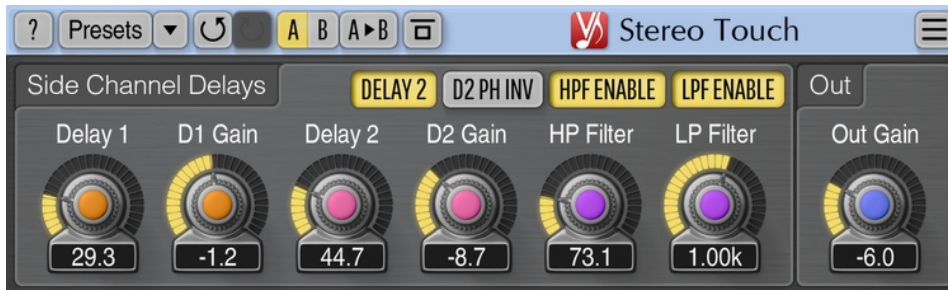 ? Presets A B A▸B Stereo Touch
Side Channel Delays DELAY 2 D2 PH INV HPF ENABLE LPF ENABLE Out
Delay 1 D1 Gain Delay 2 D2 Gain HP Filter LP Filter Out Gain
29.3 -1.2 44.7 -8.7 73.1 1.00k -6.0